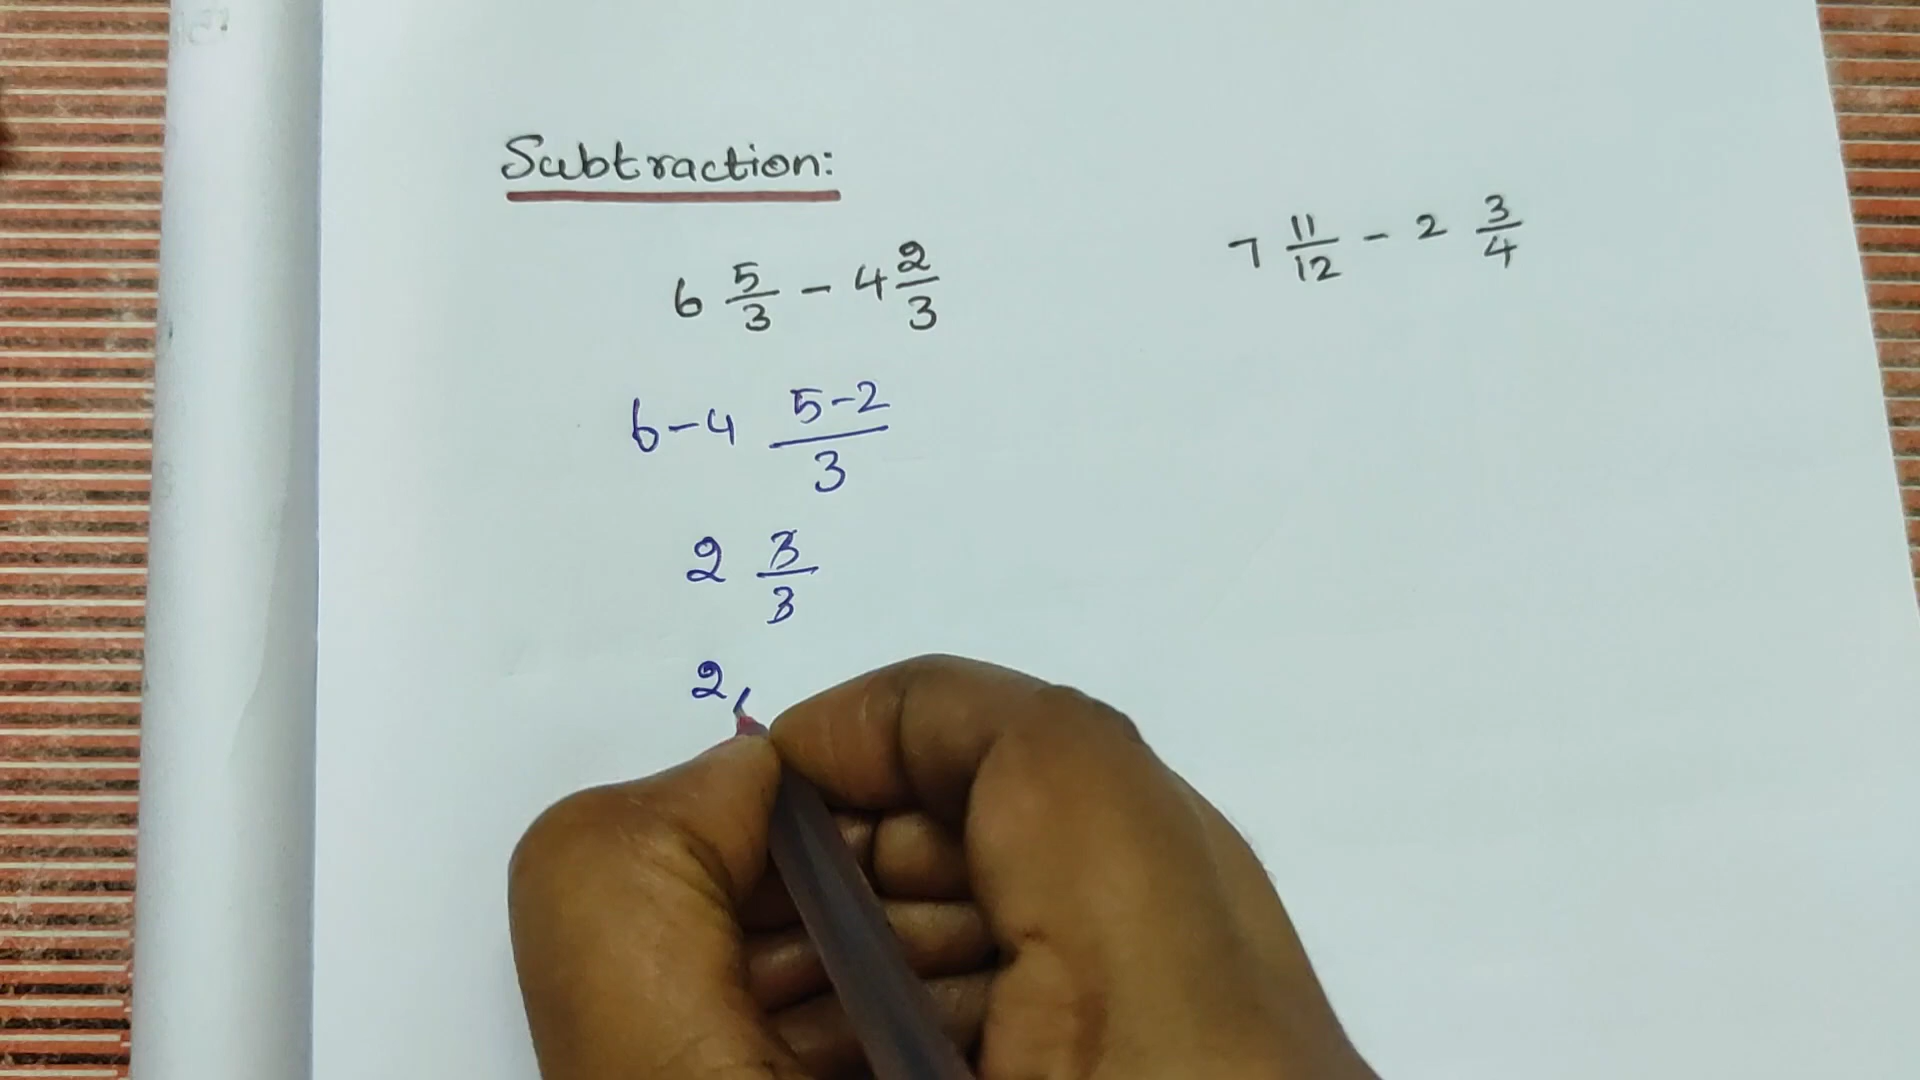 Subtraction:
6 5/3 - 4 2/3
6-4 5-2/3
2 3/3
2
7 11/12 - 2 3/4